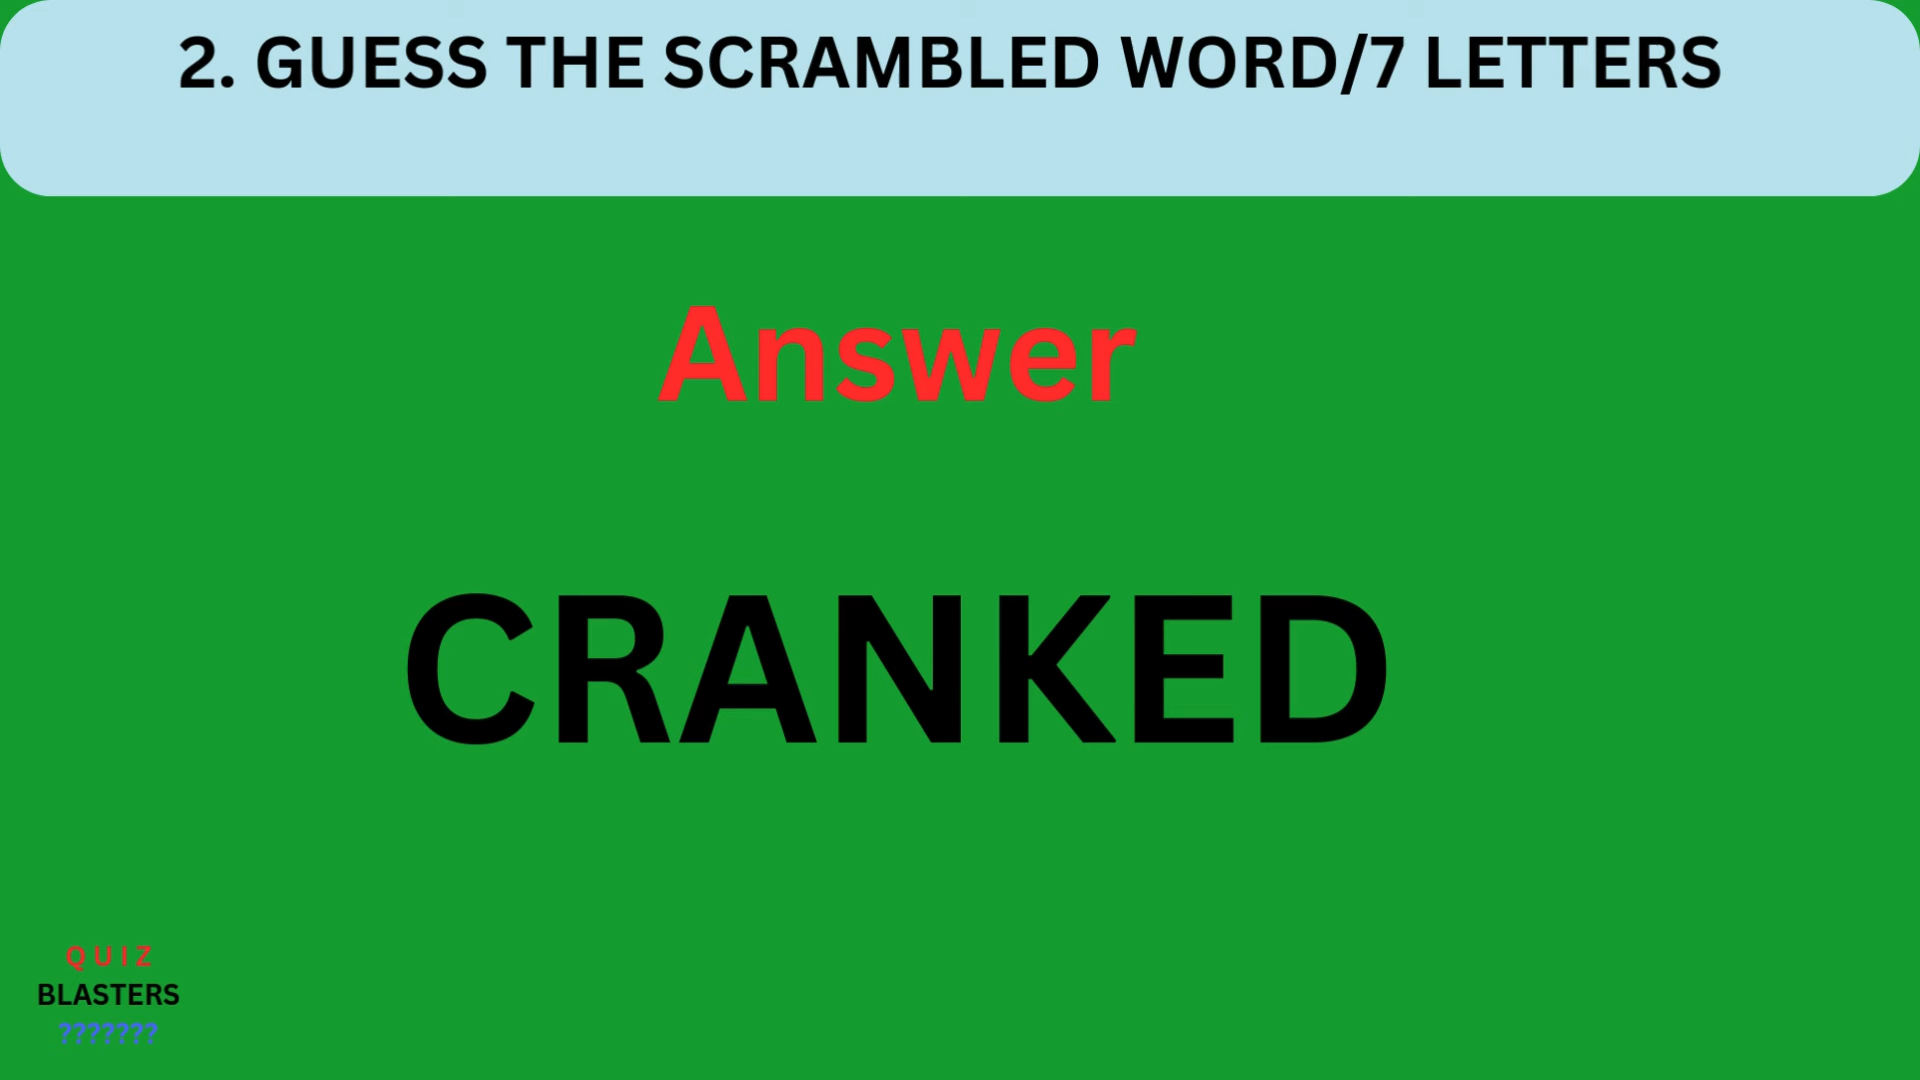 2. GUESS THE SCRAMBLED WORD/7 LETTERS
Answer
CRANKED
QUIZ
BLASTERS
???????